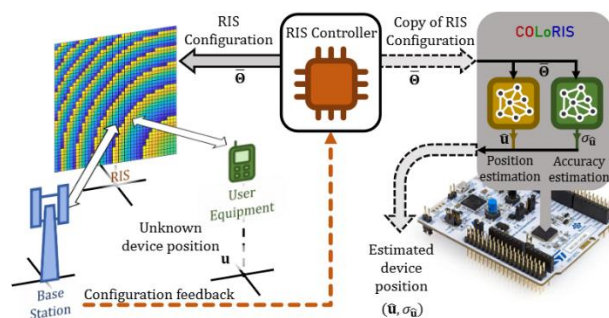 RIS
Configuration
Θ̅
RIS Controller
Copy of RIS
Configuration
Θ̅
COLoRIS
Θ̅
û
σû
Position
estimation
Accuracy
estimation
RIS
User
Equipment
Unknown
device position
u
Base
Station
Configuration feedback
Estimated
device
position
(û, σû)